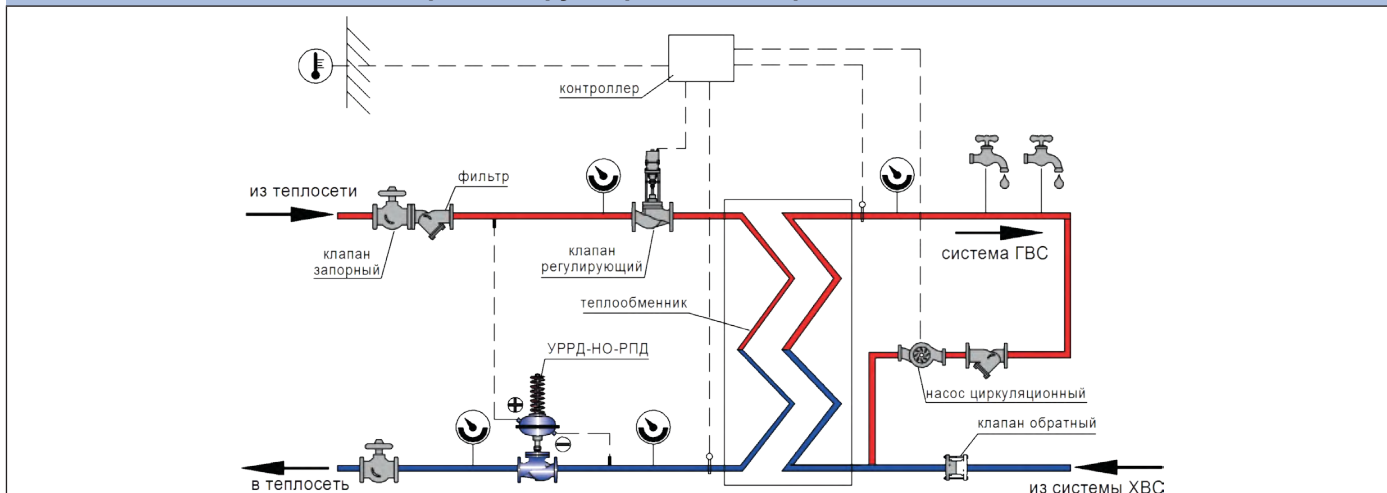 контроллер
фильтр
из теплосети
клапан
запорный
клапан
регулирующий
система ГВС
теплообменник
УРРД-НО-РПД
насос циркуляционный
клапан обратный
в теплосеть
из системы ХВС